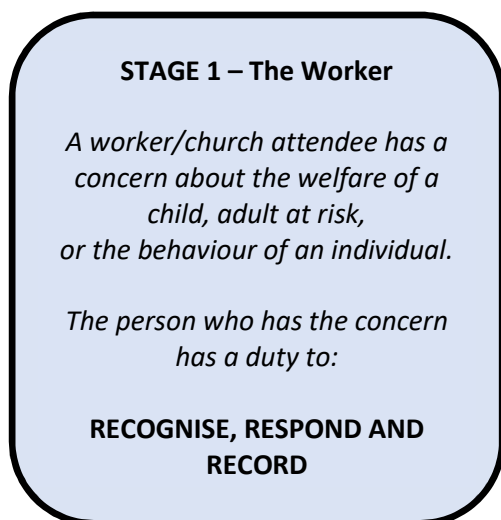 STAGE 1 – The Worker
A worker/church attendee has a
concern about the welfare of a
child, adult at risk,
or the behaviour of an individual.
The person who has the concern
has a duty to:
RECOGNISE, RESPOND AND
RECORD